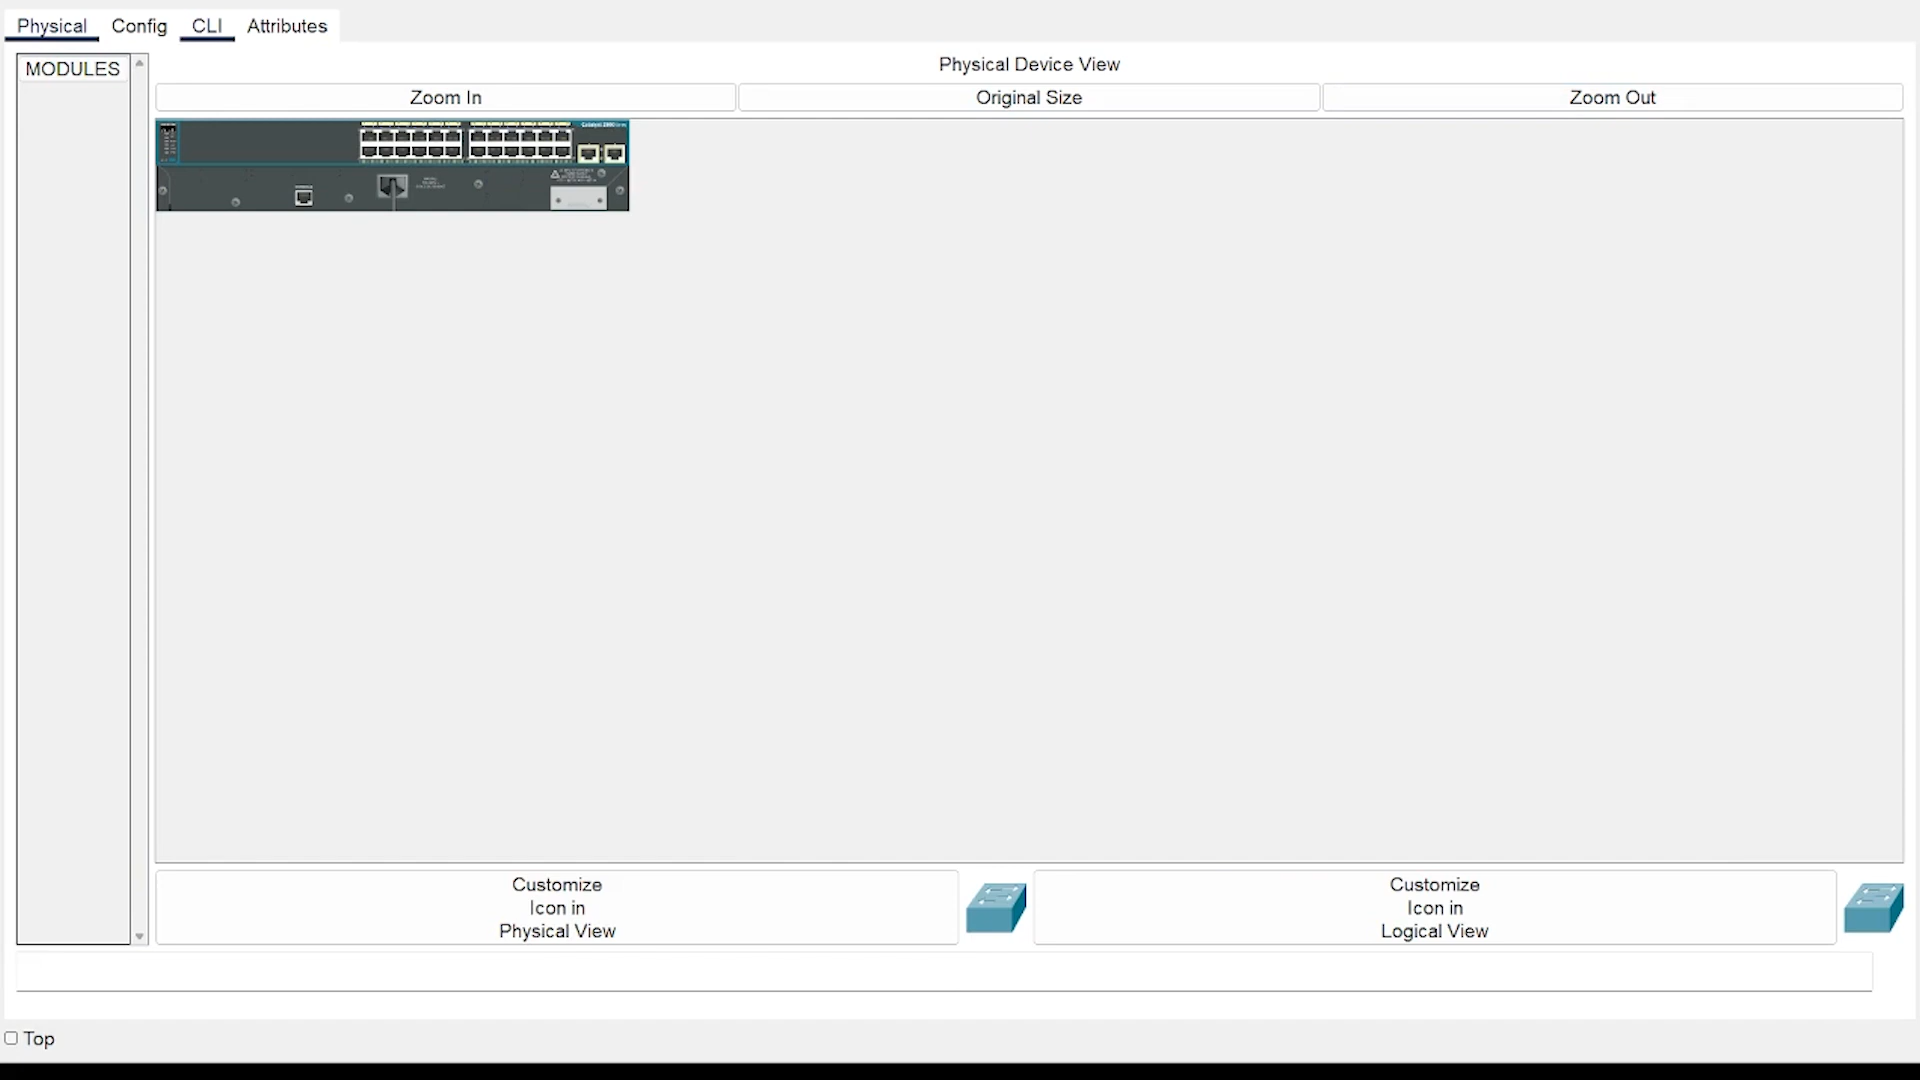 Physical Config CLI Attributes
MODULES
Physical Device View
Zoom In Original Size Zoom Out
Customize
Icon in
Physical View
Customize
Icon in
Logical View
Top